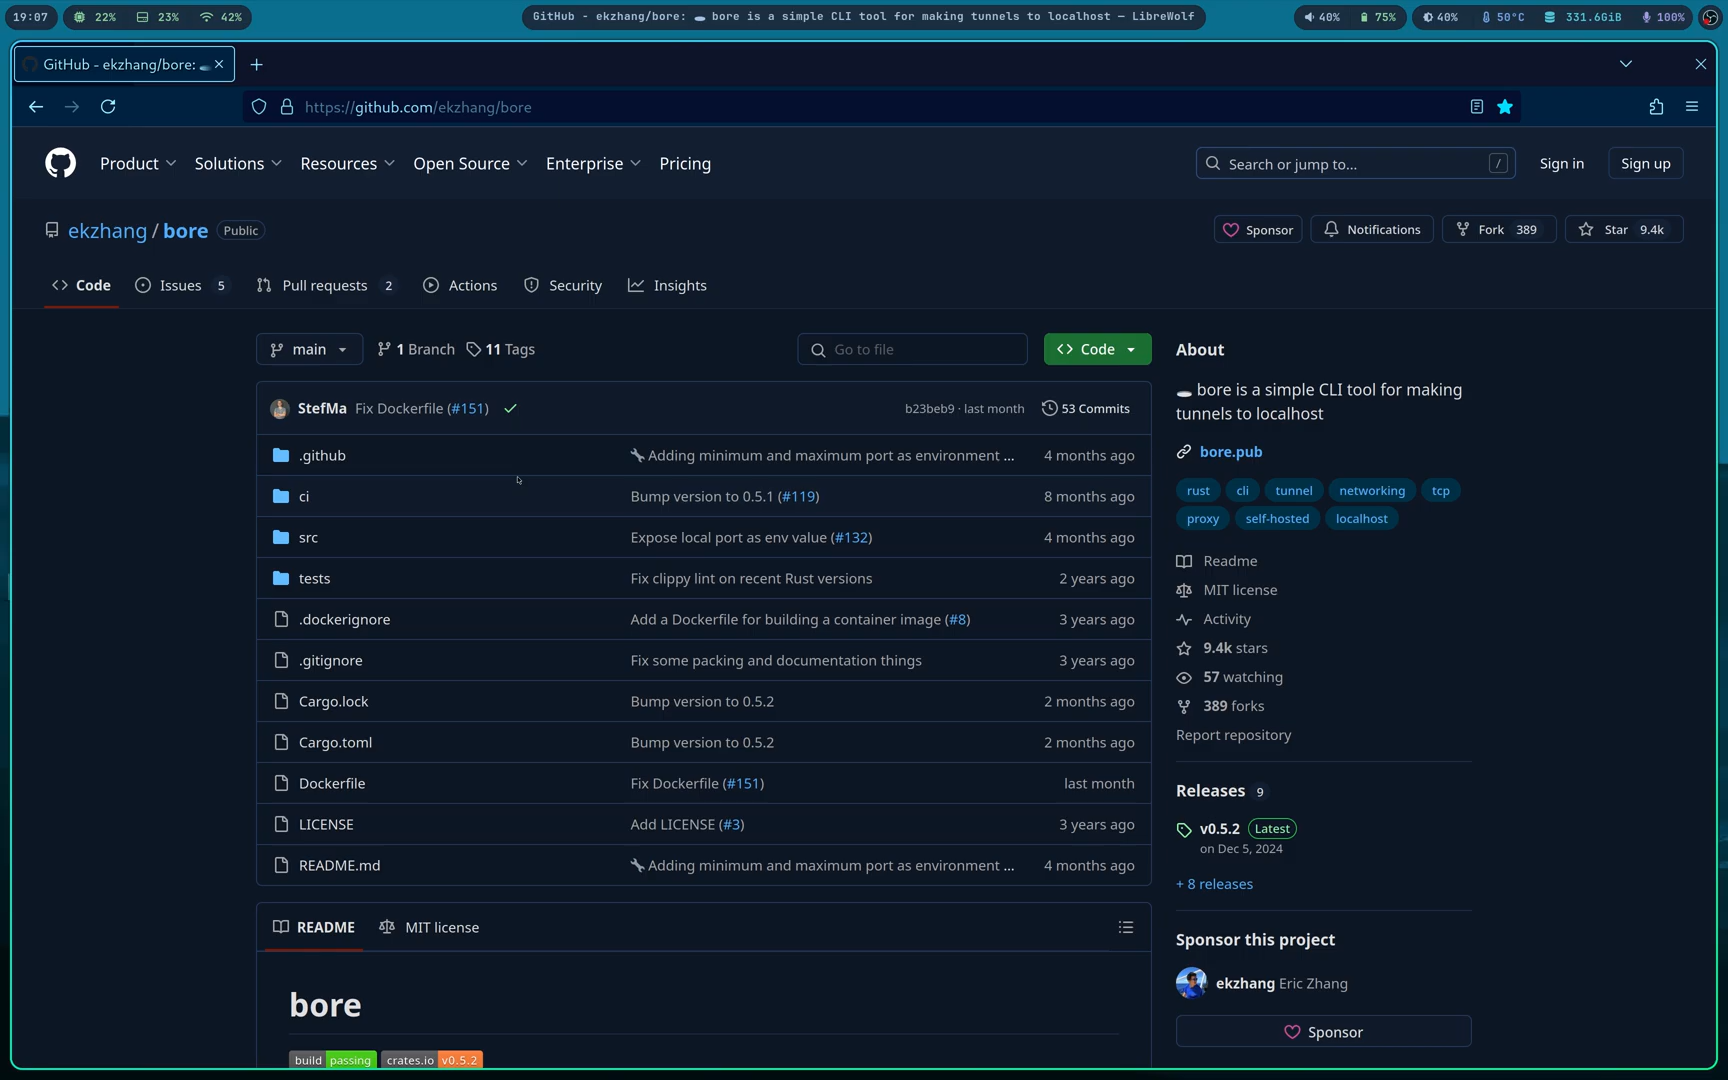 19:07 22% 23% 42% GitHub - ekzhang/bore: 🕳️ bore is a simple CLI tool for making tunnels to localhost — LibreWolf 40% 75% 40% 50°C 331.6GiB 100%
GitHub - ekzhang/bore: 🕳️
https://github.com/ekzhang/bore
Product Solutions Resources Open Source Enterprise Pricing Search or jump to... / Sign in Sign up
ekzhang / bore Public Sponsor Notifications Fork 389 Star 9.4k
Code Issues 5 Pull requests 2 Actions Security Insights
main 1 Branch 11 Tags Go to file Code
StefMa Fix Dockerfile (#151) b23beb9 · last month 53 Commits
.github 🔧 Adding minimum and maximum port as environment ... 4 months ago
ci Bump version to 0.5.1 (#119) 8 months ago
src Expose local port as env value (#132) 4 months ago
tests Fix clippy lint on recent Rust versions 2 years ago
.dockerignore Add a Dockerfile for building a container image (#8) 3 years ago
.gitignore Fix some packing and documentation things 3 years ago
Cargo.lock Bump version to 0.5.2 2 months ago
Cargo.toml Bump version to 0.5.2 2 months ago
Dockerfile Fix Dockerfile (#151) last month
LICENSE Add LICENSE (#3) 3 years ago
README.md 🔧 Adding minimum and maximum port as environment ... 4 months ago
README MIT license
bore
build passing crates.io v0.5.2
About
🕳️ bore is a simple CLI tool for making
tunnels to localhost
bore.pub
rust cli tunnel networking tcp
proxy self-hosted localhost
Readme
MIT license
Activity
9.4k stars
57 watching
389 forks
Report repository
Releases 9
v0.5.2 Latest
on Dec 5, 2024
+ 8 releases
Sponsor this project
ekzhang Eric Zhang
Sponsor